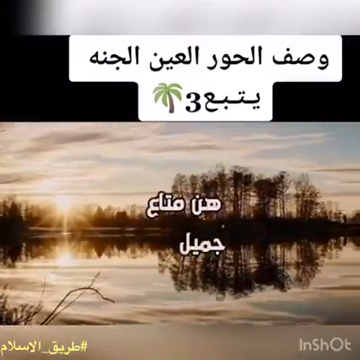 وصف الحور العين الجنه
يتبع3🌴
هن متاع
جميل
#طريق_الاسلام
InShOt